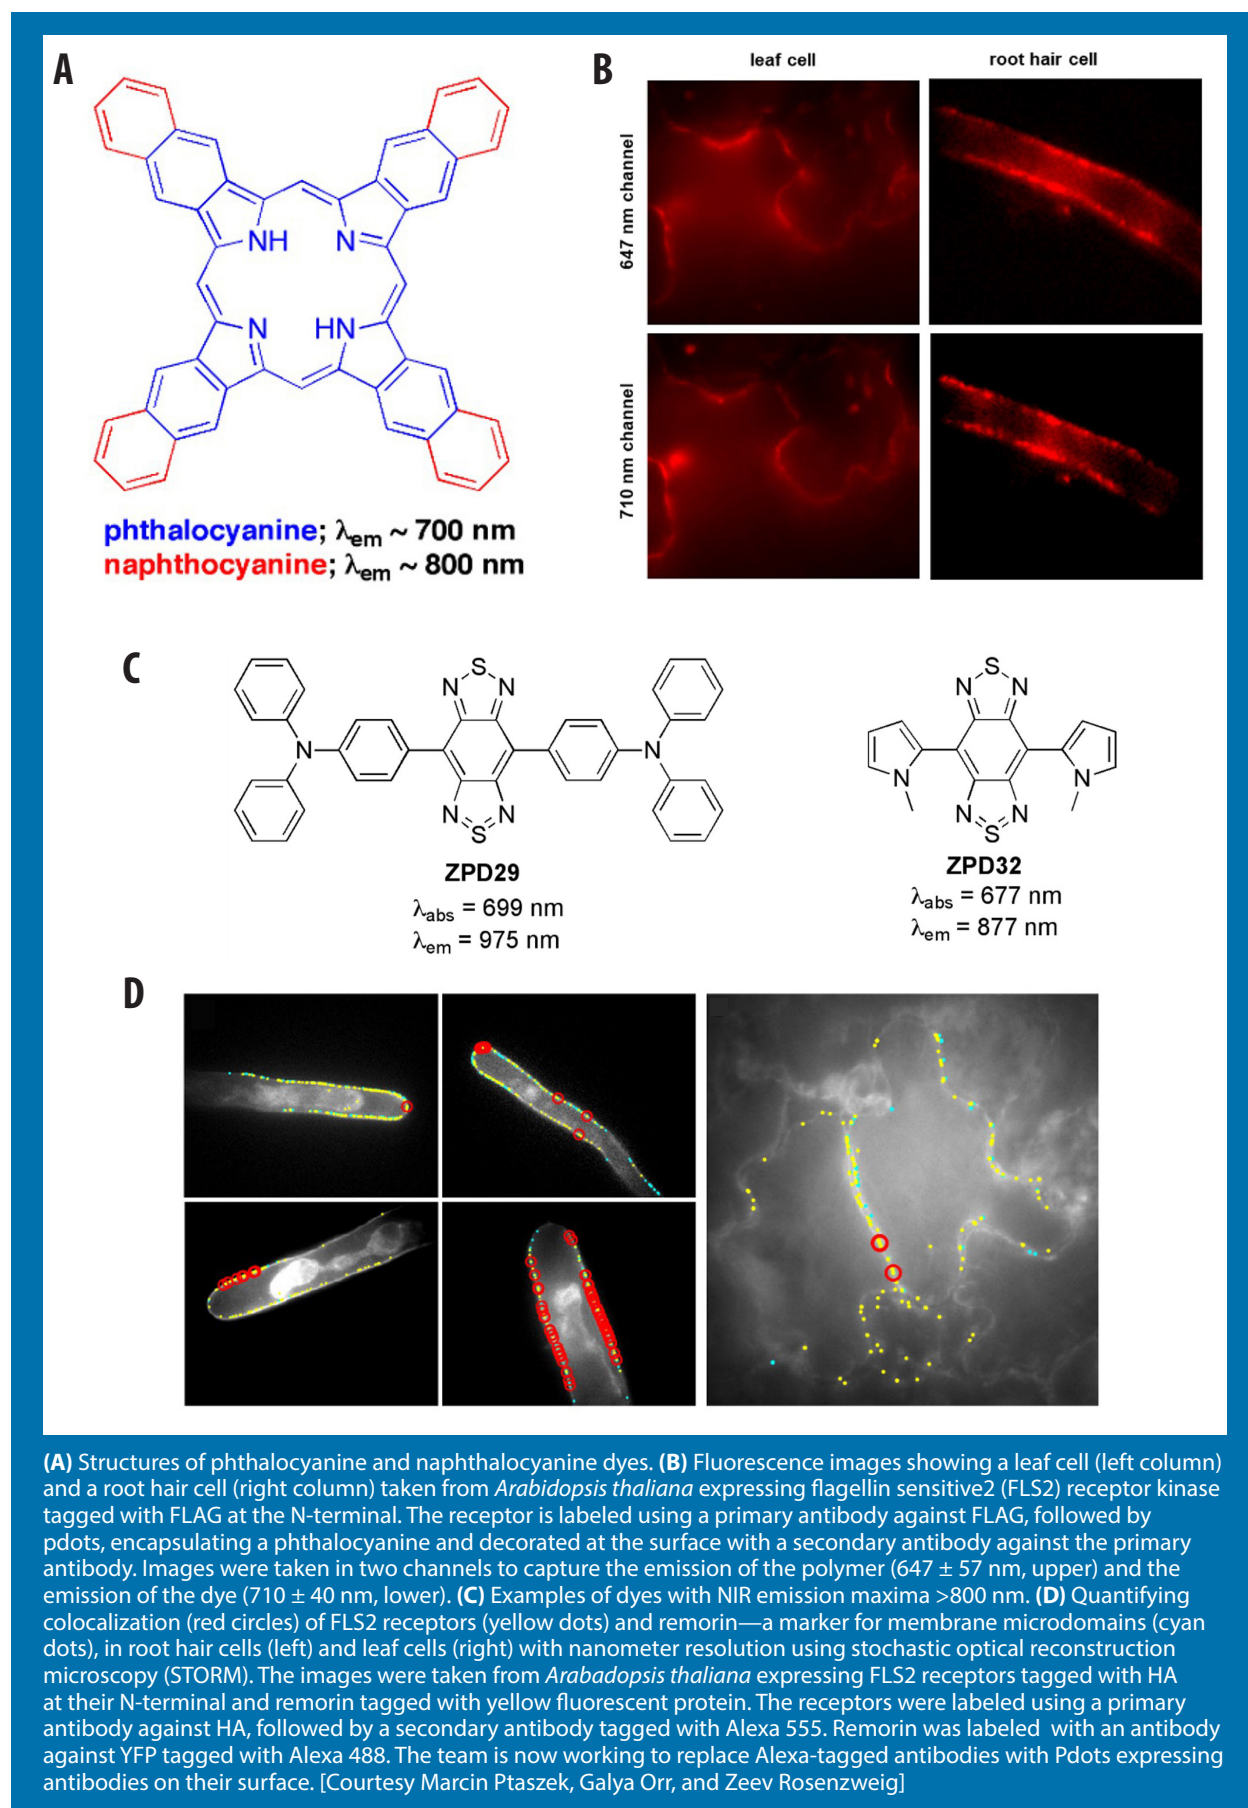 A
NH
N
N
HN
phthalocyanine; λem ~ 700 nm
naphthocyanine; λem ~ 800 nm
B
leaf cell
root hair cell
647 nm channel
710 nm channel
C
S
N
N
N
N
N
N
S
ZPD29
λabs = 699 nm
λem = 975 nm
S
N
N
N
N
N
N
S
ZPD32
λabs = 677 nm
λem = 877 nm
D
(A) Structures of phthalocyanine and naphthalocyanine dyes. (B) Fluorescence images showing a leaf cell (left column)
and a root hair cell (right column) taken from Arabidopsis thaliana expressing flagellin sensitive2 (FLS2) receptor kinase
tagged with FLAG at the N-terminal. The receptor is labeled using a primary antibody against FLAG, followed by
pdots, encapsulating a phthalocyanine and decorated at the surface with a secondary antibody against the primary
antibody. Images were taken in two channels to capture the emission of the polymer (647 ± 57 nm, upper) and the
emission of the dye (710 ± 40 nm, lower). (C) Examples of dyes with NIR emission maxima >800 nm. (D) Quantifying
colocalization (red circles) of FLS2 receptors (yellow dots) and remorin—a marker for membrane microdomains (cyan
dots), in root hair cells (left) and leaf cells (right) with nanometer resolution using stochastic optical reconstruction
microscopy (STORM). The images were taken from Arabadopsis thaliana expressing FLS2 receptors tagged with HA
at their N-terminal and remorin tagged with yellow fluorescent protein. The receptors were labeled using a primary
antibody against HA, followed by a secondary antibody tagged with Alexa 555. Remorin was labeled with an antibody
against YFP tagged with Alexa 488. The team is now working to replace Alexa-tagged antibodies with Pdots expressing
antibodies on their surface. [Courtesy Marcin Ptaszek, Galya Orr, and Zeev Rosenzweig]